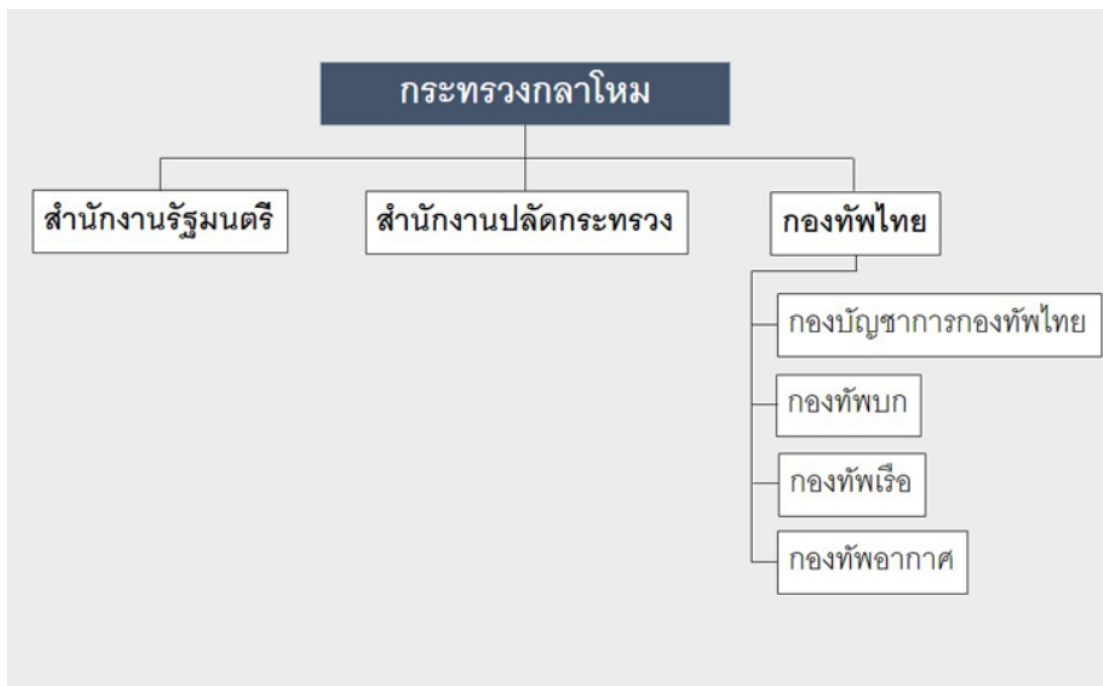 กระทรวงกลาโหม
สำนักงานรัฐมนตรี
สำนักงานปลัดกระทรวง
กองทัพไทย
กองบัญชาการกองทัพไทย
กองทัพบก
กองทัพเรือ
กองทัพอากาศ